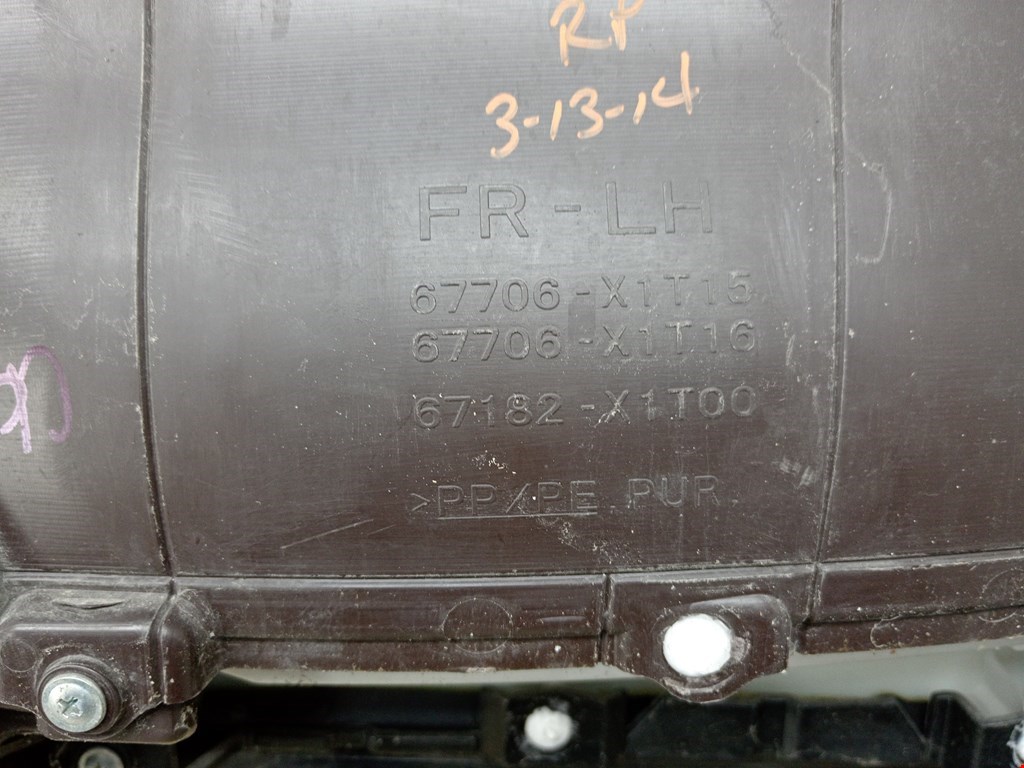 RP
3-13-14
FR-LH
67706-X1T15
67706-X1T16
67182-X1T00
>PP/PE PUR